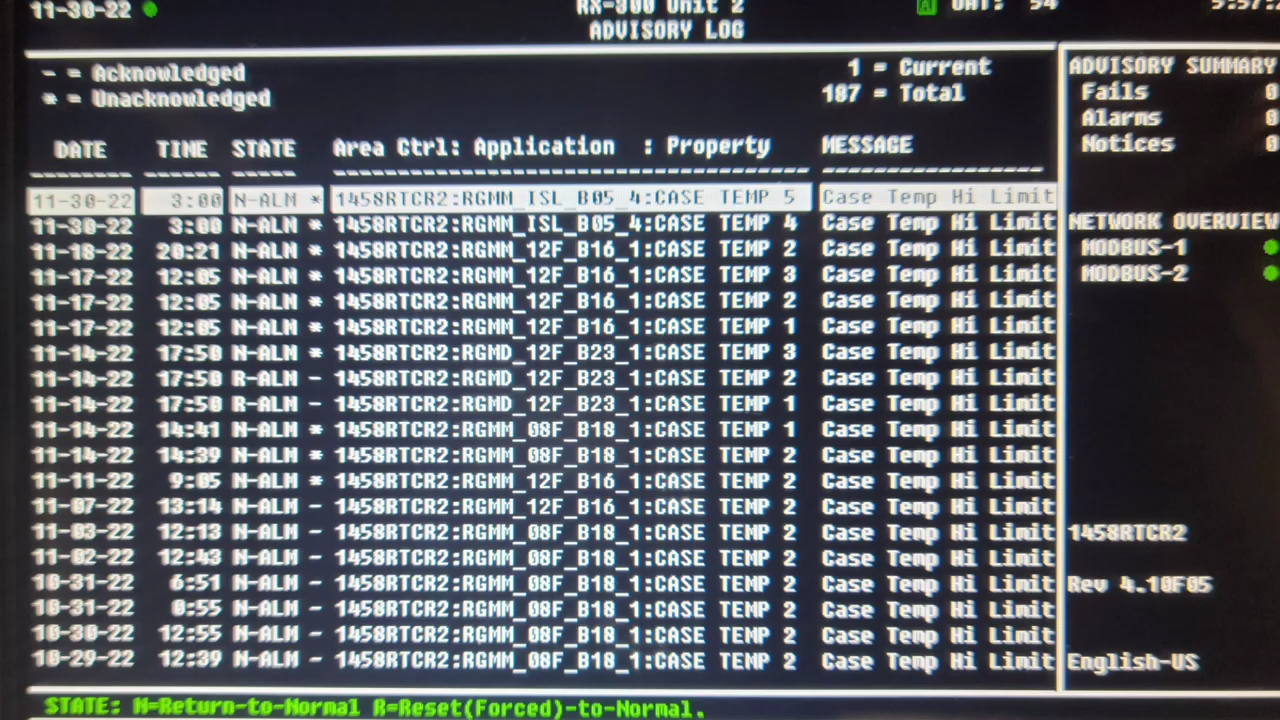 11-30-22 RX-300 Unit 2 A UAT: 54 5:57:
ADVISORY LOG
- = Acknowledged 1 = Current
* = Unacknowledged 187 = Total
DATE TIME STATE Area Ctrl: Application : Property MESSAGE
11-30-22 3:00 N-ALM * 1458RTCR2:RGMM_ISL_B05_4:CASE TEMP 5 Case Temp Hi Limit
11-30-22 3:00 N-ALM * 1458RTCR2:RGMM_ISL_B05_4:CASE TEMP 4 Case Temp Hi Limit
11-18-22 20:21 N-ALM * 1458RTCR2:RGMM_12F_B16_1:CASE TEMP 2 Case Temp Hi Limit
11-17-22 12:05 N-ALM * 1458RTCR2:RGMM_12F_B16_1:CASE TEMP 3 Case Temp Hi Limit
11-17-22 12:05 N-ALM * 1458RTCR2:RGMM_12F_B16_1:CASE TEMP 2 Case Temp Hi Limit
11-17-22 12:05 N-ALM * 1458RTCR2:RGMM_12F_B16_1:CASE TEMP 1 Case Temp Hi Limit
11-14-22 17:50 N-ALM * 1458RTCR2:RGMD_12F_B23_1:CASE TEMP 3 Case Temp Hi Limit
11-14-22 17:50 R-ALM - 1458RTCR2:RGMD_12F_B23_1:CASE TEMP 2 Case Temp Hi Limit
11-14-22 17:50 R-ALM - 1458RTCR2:RGMD_12F_B23_1:CASE TEMP 1 Case Temp Hi Limit
11-14-22 14:41 N-ALM * 1458RTCR2:RGMM_08F_B18_1:CASE TEMP 1 Case Temp Hi Limit
11-14-22 14:39 N-ALM * 1458RTCR2:RGMM_08F_B18_1:CASE TEMP 2 Case Temp Hi Limit
11-11-22 9:05 N-ALM * 1458RTCR2:RGMM_12F_B16_1:CASE TEMP 2 Case Temp Hi Limit
11-07-22 13:14 N-ALM - 1458RTCR2:RGMM_12F_B16_1:CASE TEMP 2 Case Temp Hi Limit
11-03-22 12:13 N-ALM - 1458RTCR2:RGMM_08F_B18_1:CASE TEMP 2 Case Temp Hi Limit
11-02-22 12:43 N-ALM - 1458RTCR2:RGMM_08F_B18_1:CASE TEMP 2 Case Temp Hi Limit
10-31-22 6:51 N-ALM - 1458RTCR2:RGMM_08F_B18_1:CASE TEMP 2 Case Temp Hi Limit
10-31-22 0:55 N-ALM - 1458RTCR2:RGMM_08F_B18_1:CASE TEMP 2 Case Temp Hi Limit
10-30-22 12:55 N-ALM - 1458RTCR2:RGMM_08F_B18_1:CASE TEMP 2 Case Temp Hi Limit
10-29-22 12:39 N-ALM - 1458RTCR2:RGMM_08F_B18_1:CASE TEMP 2 Case Temp Hi Limit
STATE: N=Return-to-Normal R=Reset(Forced)-to-Normal.
ADVISORY SUMMARY
Fails 0
Alarms 0
Notices 0
NETWORK OVERVIEW
MODBUS-1
MODBUS-2
1458RTCR2
Rev 4.10F05
English-US